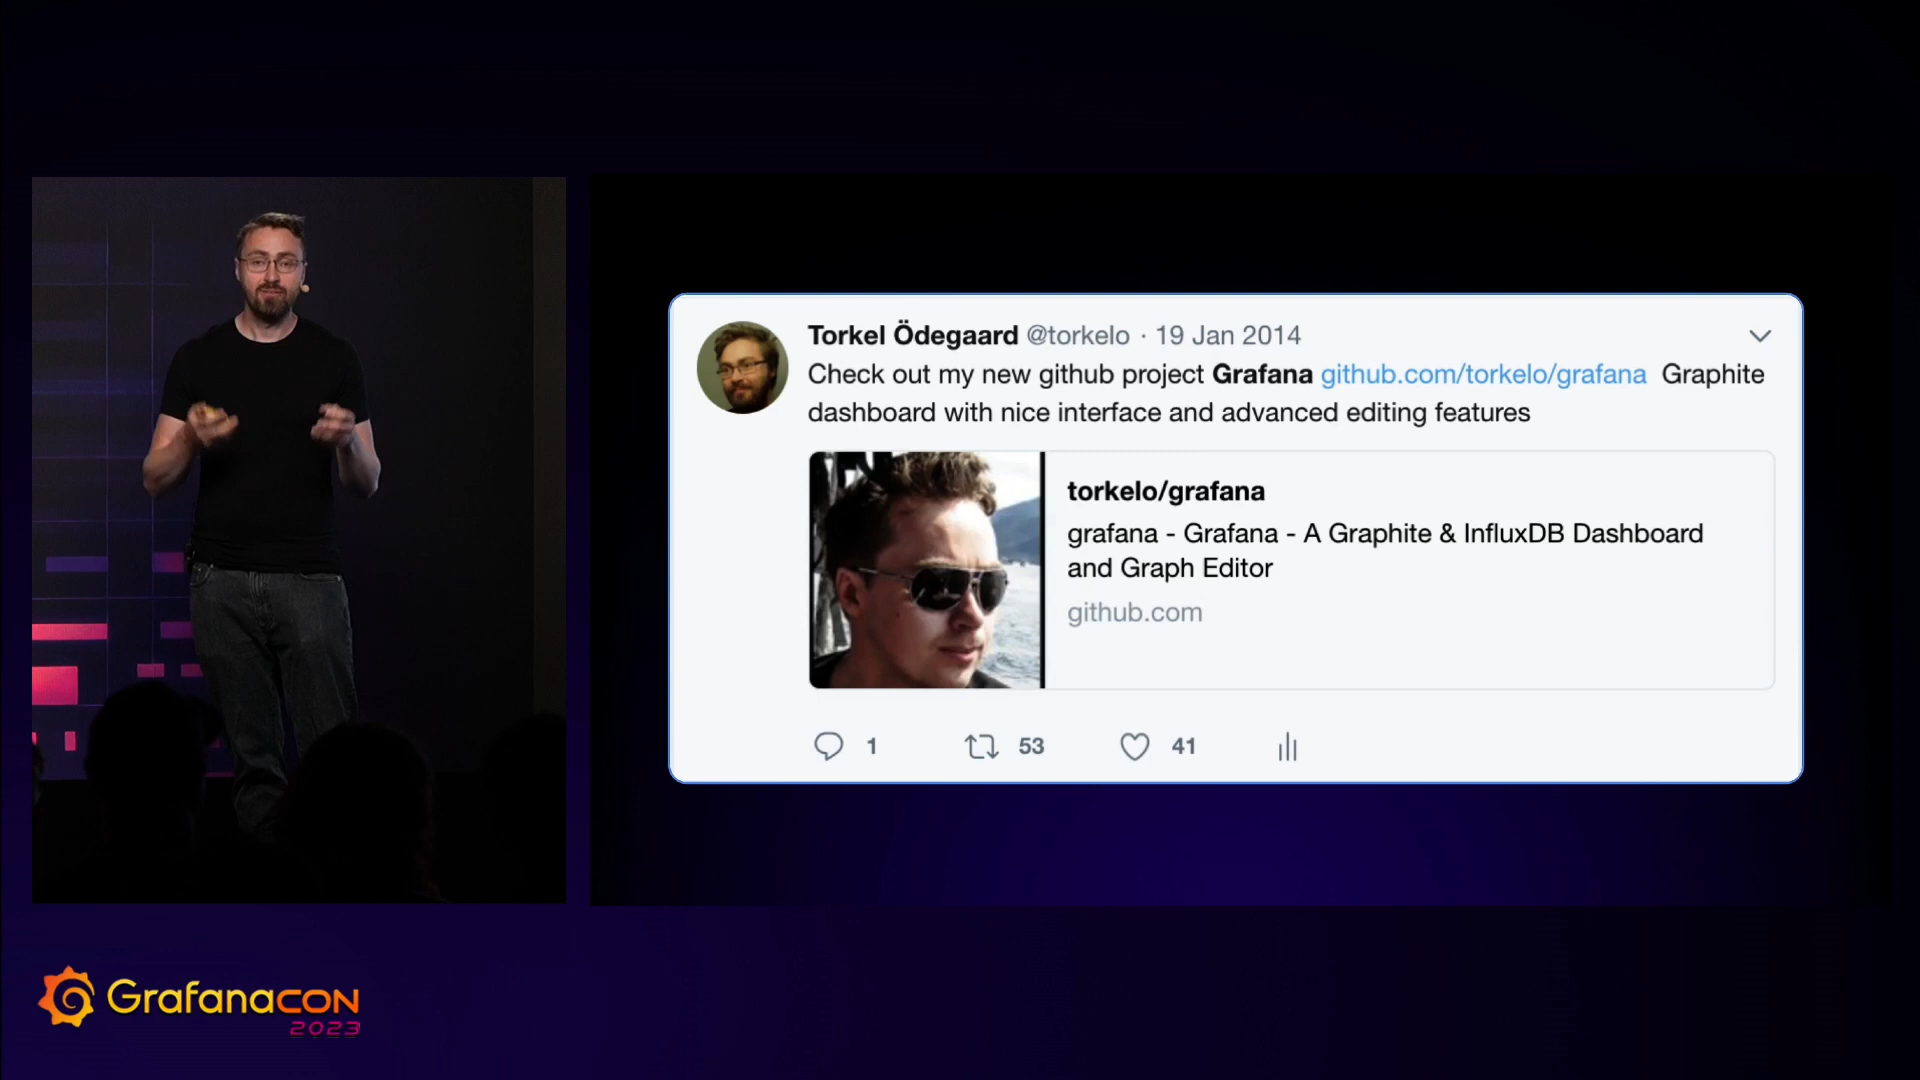 Torkel Ödegaard @torkelo · 19 Jan 2014
Check out my new github project Grafana github.com/torkelo/grafana Graphite
dashboard with nice interface and advanced editing features
torkelo/grafana
grafana - Grafana - A Graphite & InfluxDB Dashboard
and Graph Editor
github.com
1 53 41
GrafanaCON
2023